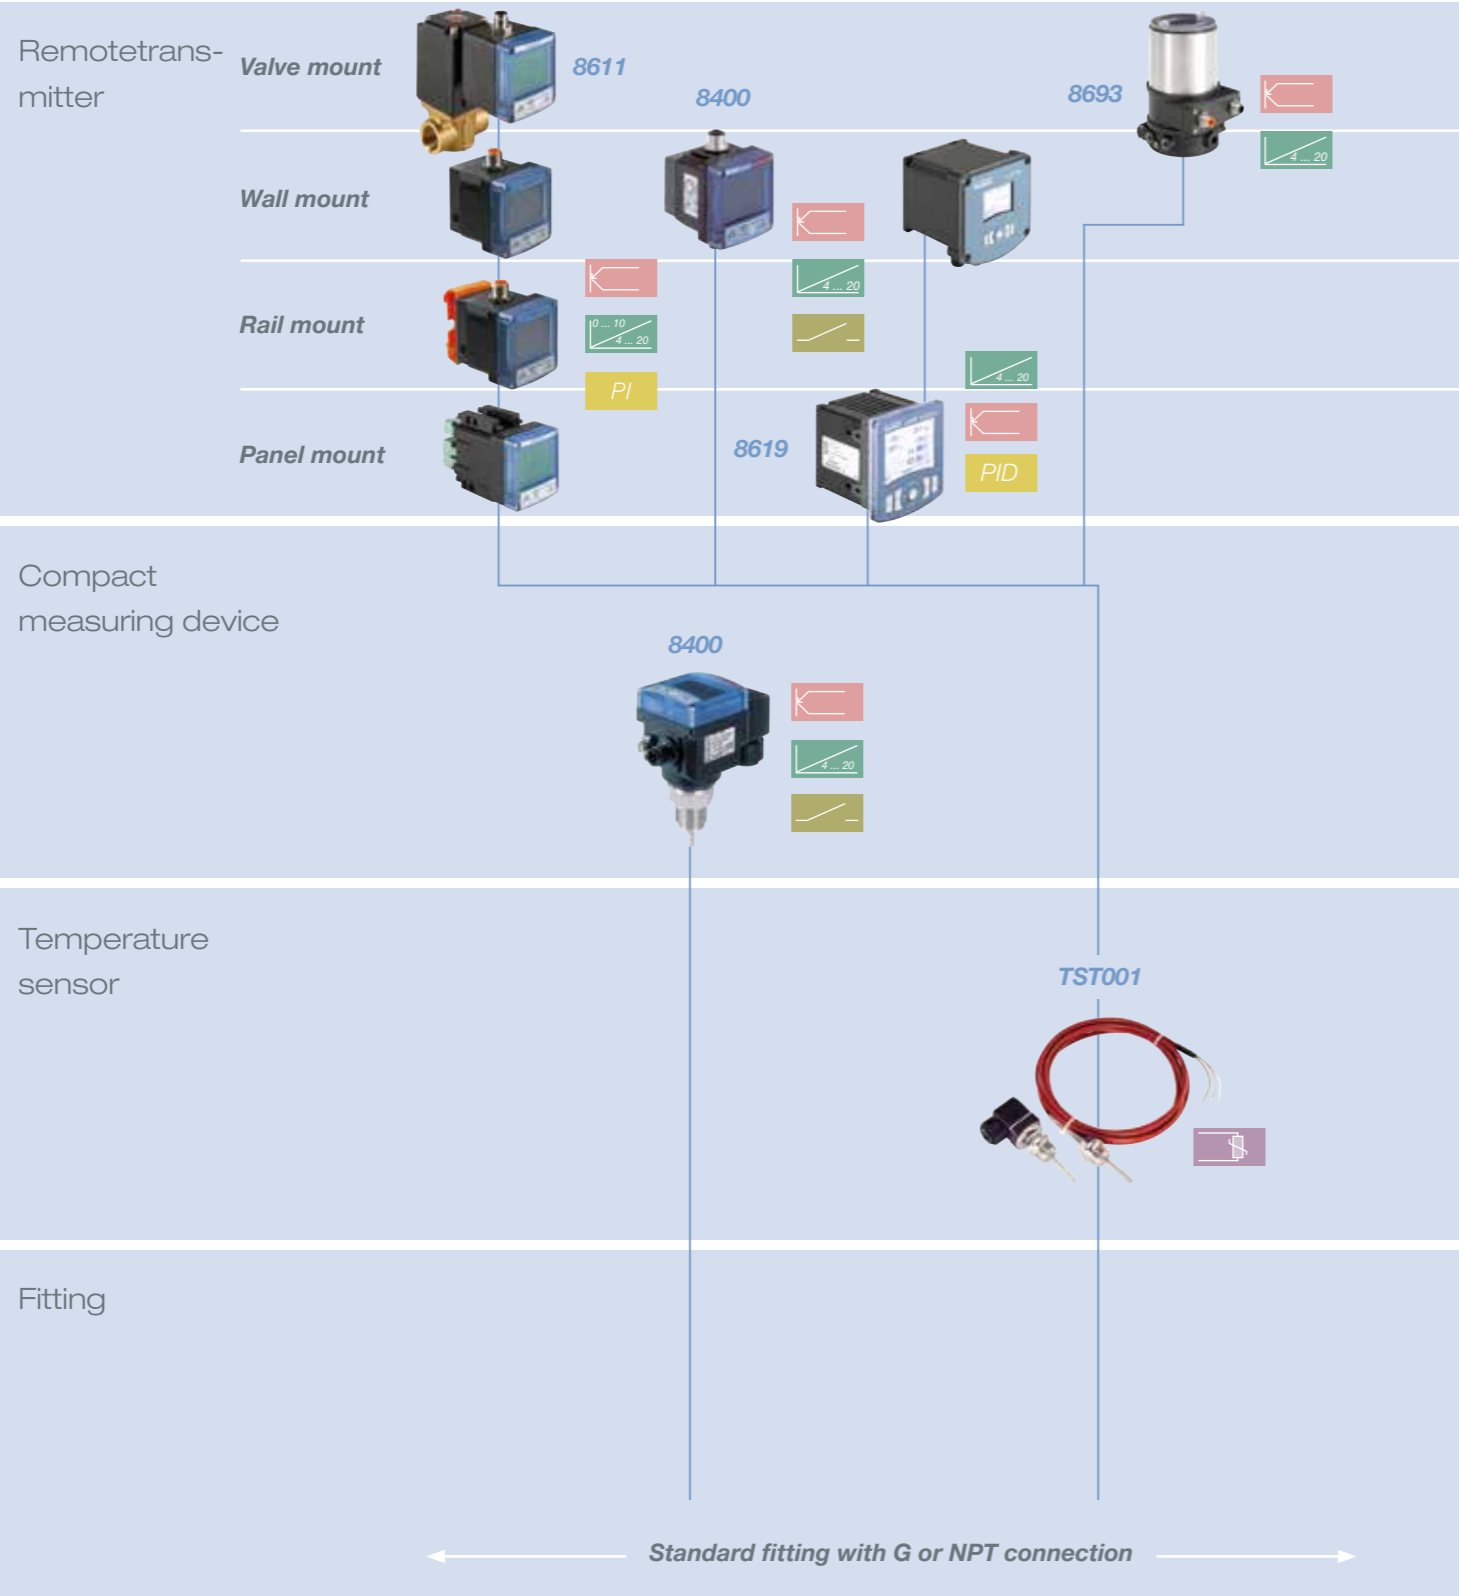 Remotetrans-
mitter
Valve mount
8611
8400
8693
4 ... 20
Wall mount
4 ... 20
Rail mount
0 ... 10
4 ... 20
PI
4 ... 20
Panel mount
8619
PID
Compact
measuring device
8400
4 ... 20
Temperature
sensor
TST001
Fitting
Standard fitting with G or NPT connection